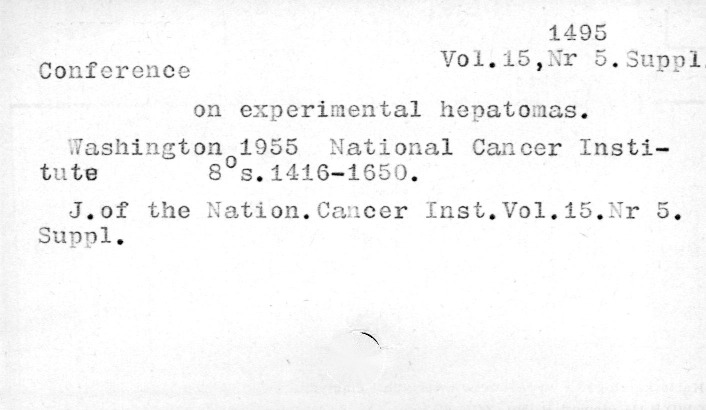 1495
Vol.15,Nr 5.Suppl.
Conference
on experimental hepatomas.
Washington 1955 National Cancer Insti-
tute 8° s.1416-1650.
J.of the Nation.Cancer Inst.Vol.15.Nr 5.
Suppl.